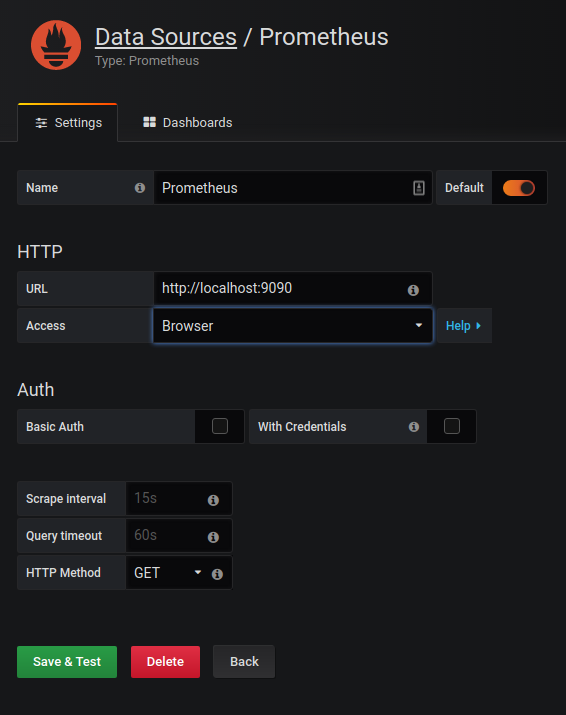 Data Sources / Prometheus
Type: Prometheus
Settings
Dashboards
Name
Prometheus
Default
HTTP
URL
http://localhost:9090
Access
Browser
Help
Auth
Basic Auth
With Credentials
Scrape interval
15s
Query timeout
60s
HTTP Method
GET
Save & Test
Delete
Back